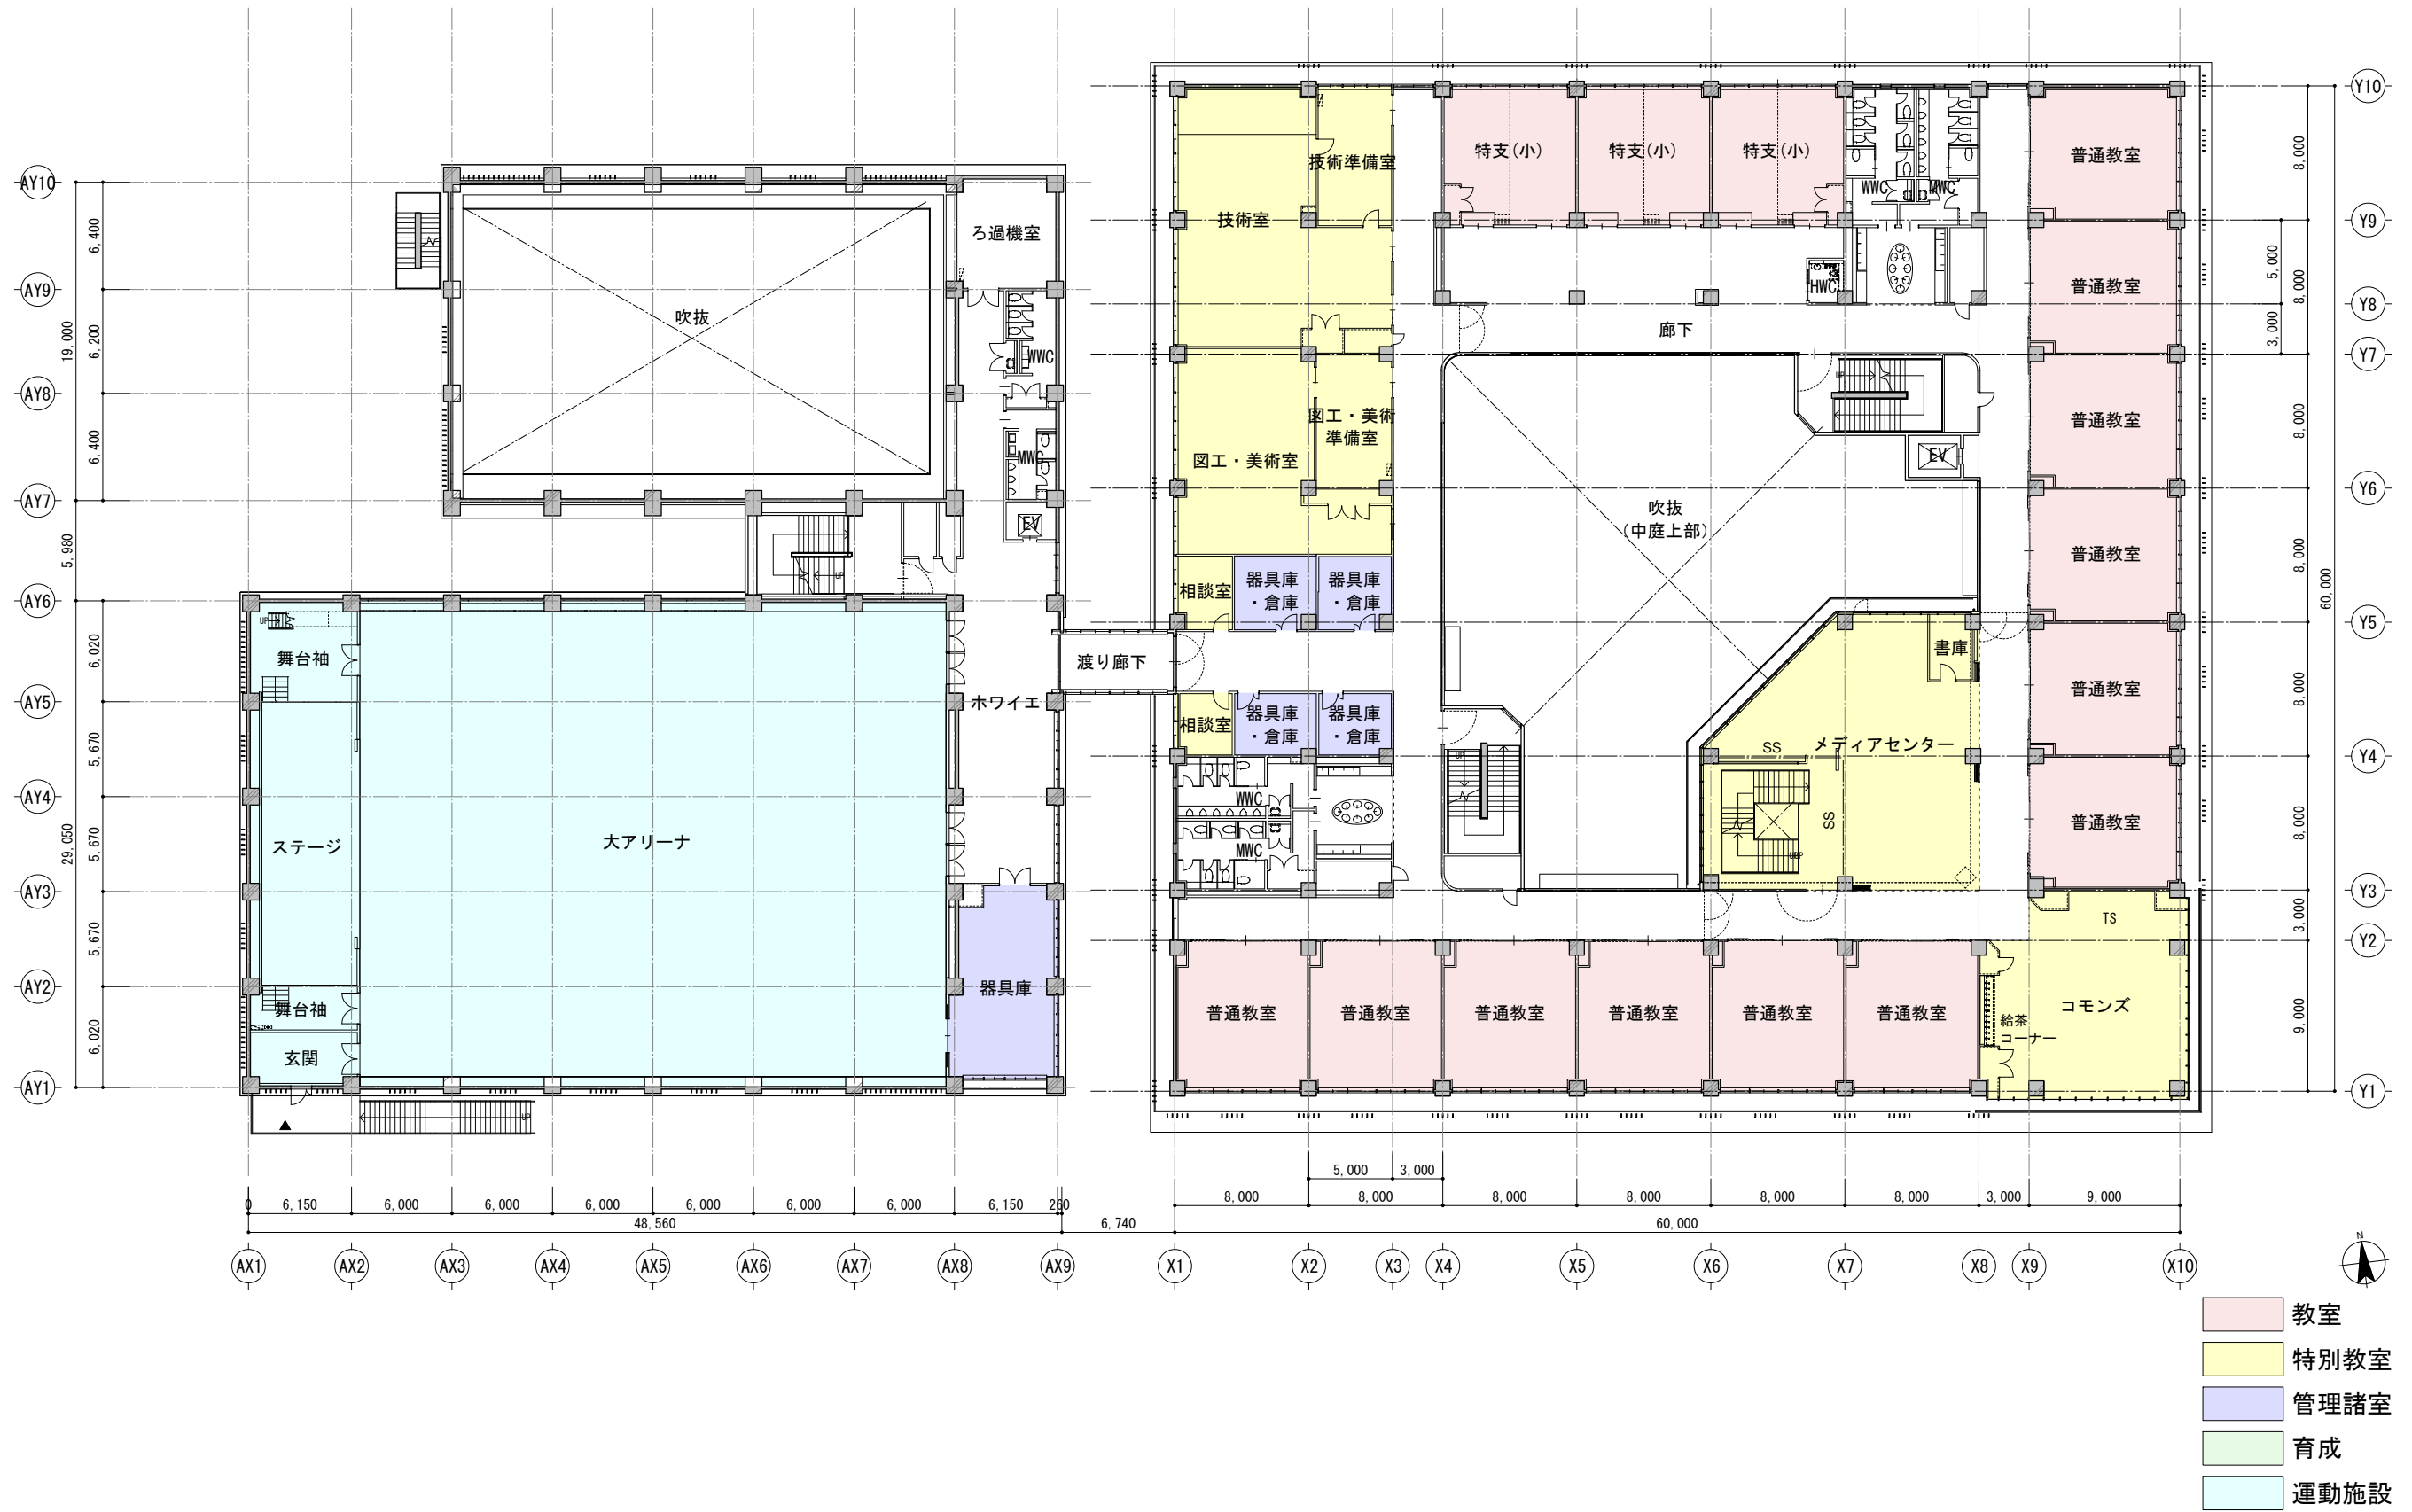 Y10
AY10
8,000
特支(小)
特支(小)
特支(小)
普通教室
技術準備室
WWC
MWC
6,400
ろ過機室
技術室
Y9
5,000
AY9
HWC
普通教室
8,000
Y8
吹抜
廊下
3,000
19,000
6,200
WWC
Y7
UP
AY8
図工・美術
準備室
普通教室
8,000
6,400
MWC
図工・美術室
EV
AY7
Y6
吹抜
(中庭上部)
EV
5,980
普通教室
8,000
UP
相談室
器具庫
・倉庫
器具庫
・倉庫
60,000
AY6
UP
Y5
6,020
舞台袖
渡り廊下
書庫
普通教室
8,000
AY5
ホワイエ
相談室
器具庫
・倉庫
器具庫
・倉庫
5,670
SS
メディアセンター
UP
Y4
AY4
WWC
29,050
5,670
ステージ
大アリーナ
MWC
SS
UP
普通教室
8,000
AY3
Y3
TS
3,000
5,670
Y2
AY2
器具庫
舞台袖
普通教室
普通教室
普通教室
普通教室
普通教室
普通教室
コモンズ
給茶
コーナー
9,000
6,020
玄関
AY1
Y1
UP
5,000
3,000
0
6,150
6,000
6,000
6,000
6,000
6,000
6,000
6,150
260
8,000
8,000
8,000
8,000
8,000
8,000
3,000
9,000
48,560
6,740
60,000
N
AX1
AX2
AX3
AX4
AX5
AX6
AX7
AX8
AX9
X1
X2
X3
X4
X5
X6
X7
X8
X9
X10
教室
特別教室
管理諸室
育成
運動施設